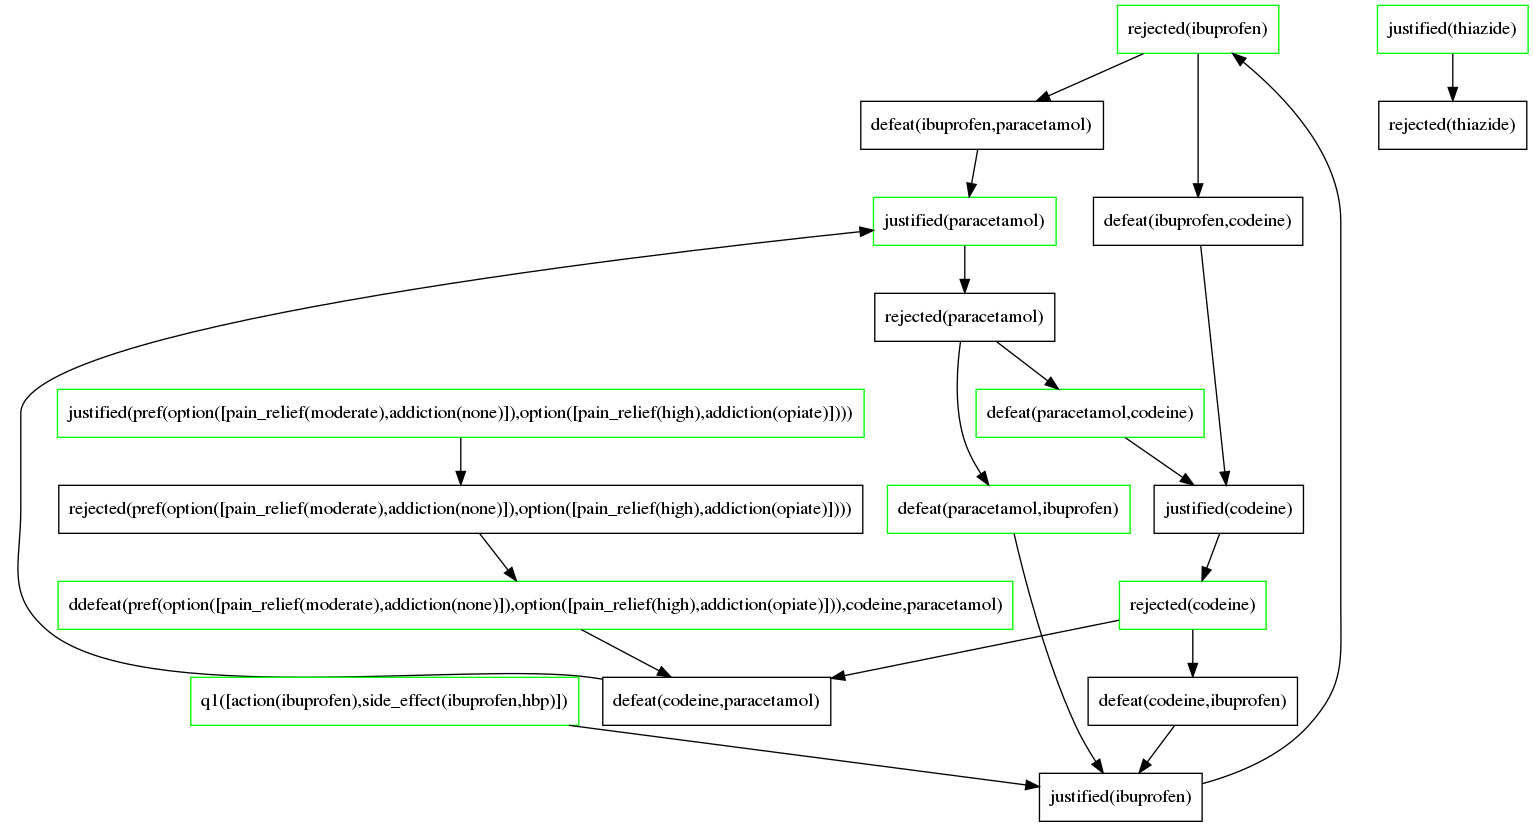 rejected(ibuprofen)
justified(thiazide)
defeat(ibuprofen,paracetamol)
rejected(thiazide)
justified(paracetamol)
defeat(ibuprofen,codeine)
rejected(paracetamol)
justified(pref(option([pain_relief(moderate),addiction(none)]),option([pain_relief(high),addiction(opiate)])))
defeat(paracetamol,codeine)
rejected(pref(option([pain_relief(moderate),addiction(none)]),option([pain_relief(high),addiction(opiate)])))
defeat(paracetamol,ibuprofen)
justified(codeine)
ddefeat(pref(option([pain_relief(moderate),addiction(none)]),option([pain_relief(high),addiction(opiate)])),codeine,paracetamol)
rejected(codeine)
q1([action(ibuprofen),side_effect(ibuprofen,hbp)])
defeat(codeine,paracetamol)
defeat(codeine,ibuprofen)
justified(ibuprofen)